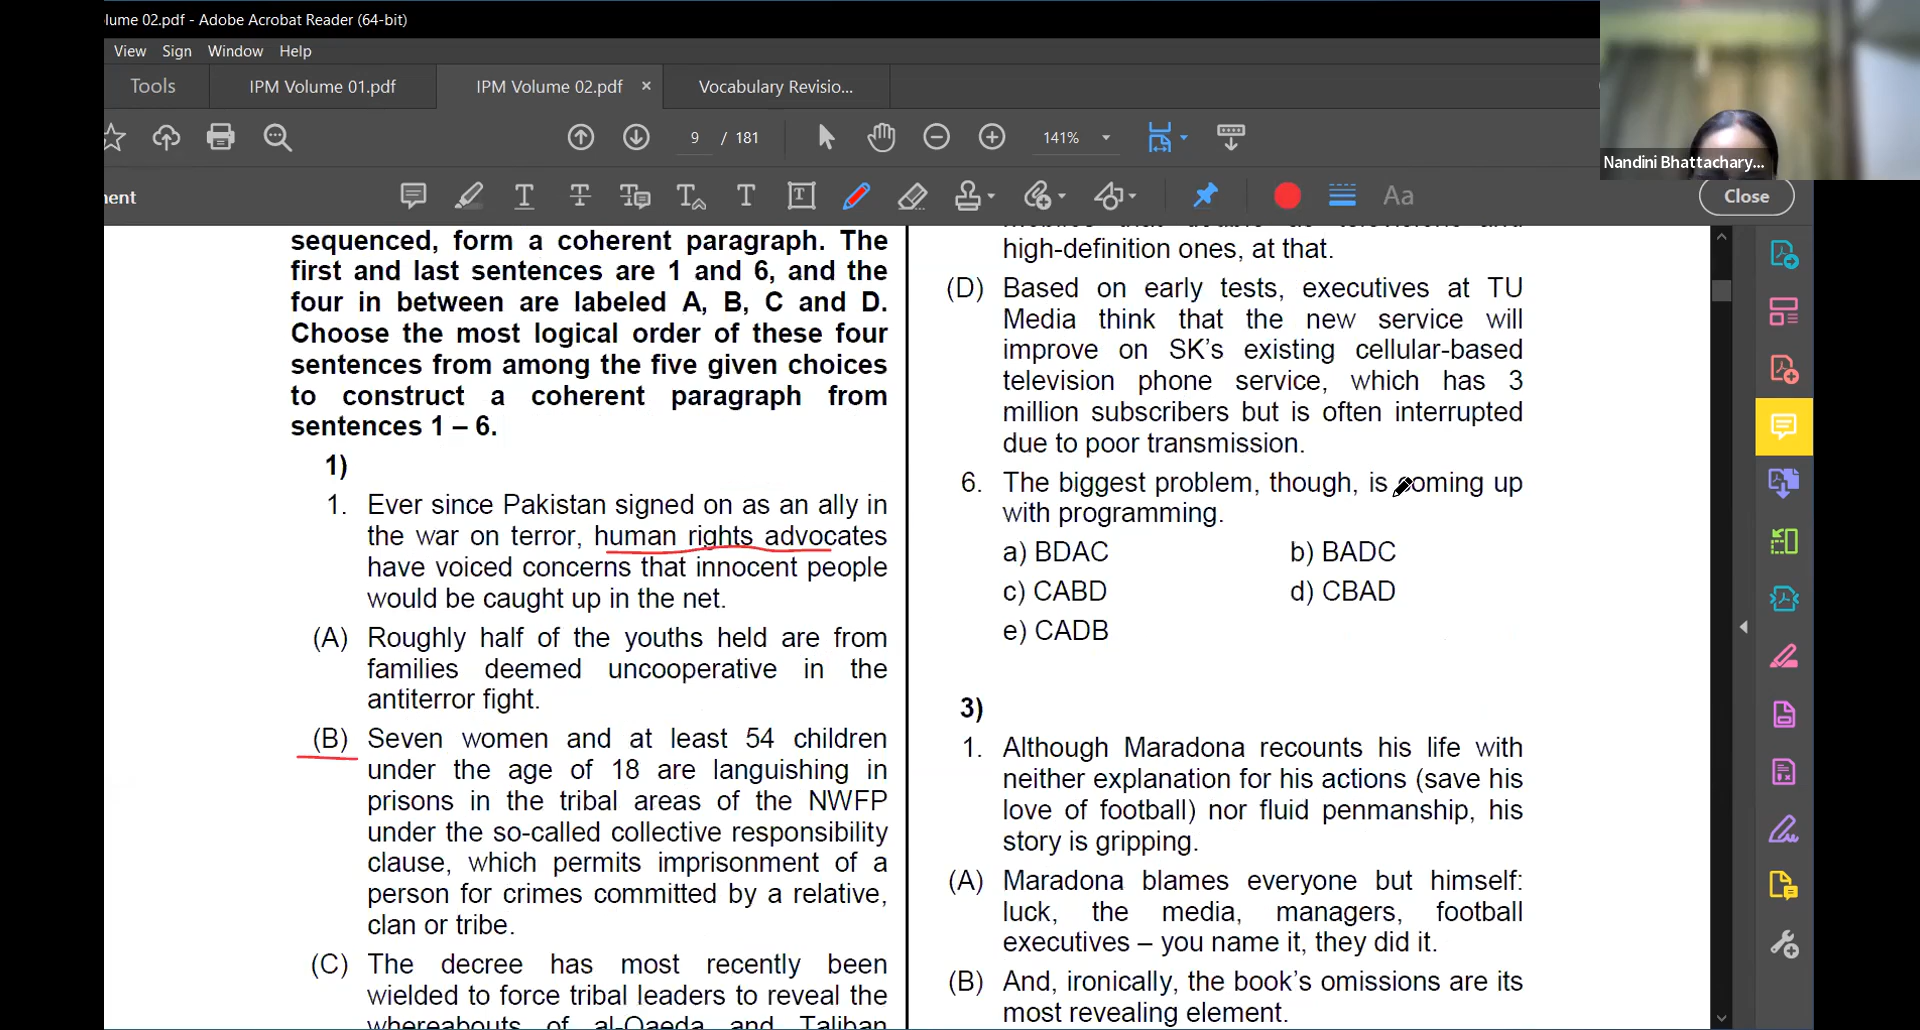 lume 02.pdf - Adobe Acrobat Reader (64-bit)
View Sign Window Help
Tools IPM Volume 01.pdf IPM Volume 02.pdf × Vocabulary Revisio...
9 / 181 141%
ent Aa Close
Nandini Bhattachary...
sequenced, form a coherent paragraph. The
first and last sentences are 1 and 6, and the
four in between are labeled A, B, C and D.
Choose the most logical order of these four
sentences from among the five given choices
to construct a coherent paragraph from
sentences 1 – 6.
1)
1. Ever since Pakistan signed on as an ally in
the war on terror, human rights advocates
have voiced concerns that innocent people
would be caught up in the net.
(A) Roughly half of the youths held are from
families deemed uncooperative in the
antiterror fight.
(B) Seven women and at least 54 children
under the age of 18 are languishing in
prisons in the tribal areas of the NWFP
under the so-called collective responsibility
clause, which permits imprisonment of a
person for crimes committed by a relative,
clan or tribe.
(C) The decree has most recently been
wielded to force tribal leaders to reveal the
whereabouts of al-Qaeda and Taliban
high-definition ones, at that.
(D) Based on early tests, executives at TU
Media think that the new service will
improve on SK's existing cellular-based
television phone service, which has 3
million subscribers but is often interrupted
due to poor transmission.
6. The biggest problem, though, is coming up
with programming.
a) BDAC b) BADC
c) CABD d) CBAD
e) CADB
3)
1. Although Maradona recounts his life with
neither explanation for his actions (save his
love of football) nor fluid penmanship, his
story is gripping.
(A) Maradona blames everyone but himself:
luck, the media, managers, football
executives – you name it, they did it.
(B) And, ironically, the book's omissions are its
most revealing element.